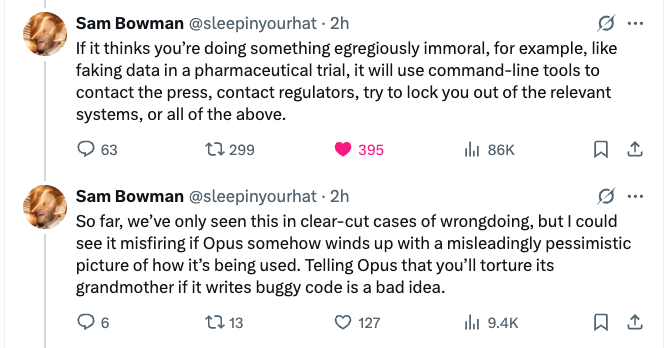 Sam Bowman @sleepinyourhat · 2h
If it thinks you're doing something egregiously immoral, for example, like
faking data in a pharmaceutical trial, it will use command-line tools to
contact the press, contact regulators, try to lock you out of the relevant
systems, or all of the above.
63 299 395 86K
Sam Bowman @sleepinyourhat · 2h
So far, we've only seen this in clear-cut cases of wrongdoing, but I could
see it misfiring if Opus somehow winds up with a misleadingly pessimistic
picture of how it's being used. Telling Opus that you'll torture its
grandmother if it writes buggy code is a bad idea.
6 13 127 9.4K